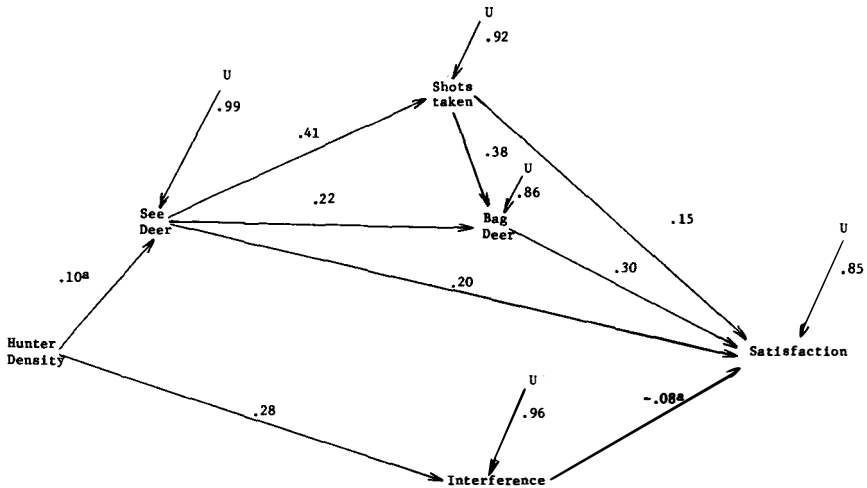 U
.92
Shots
taken
U
.99
.41
.38
U
.86
.22
See
Deer
Bag
Deer
.15
U
.85
.30
.20
.10a
Hunter
Density
Satisfaction
.28
U
.96
-.08a
Interference